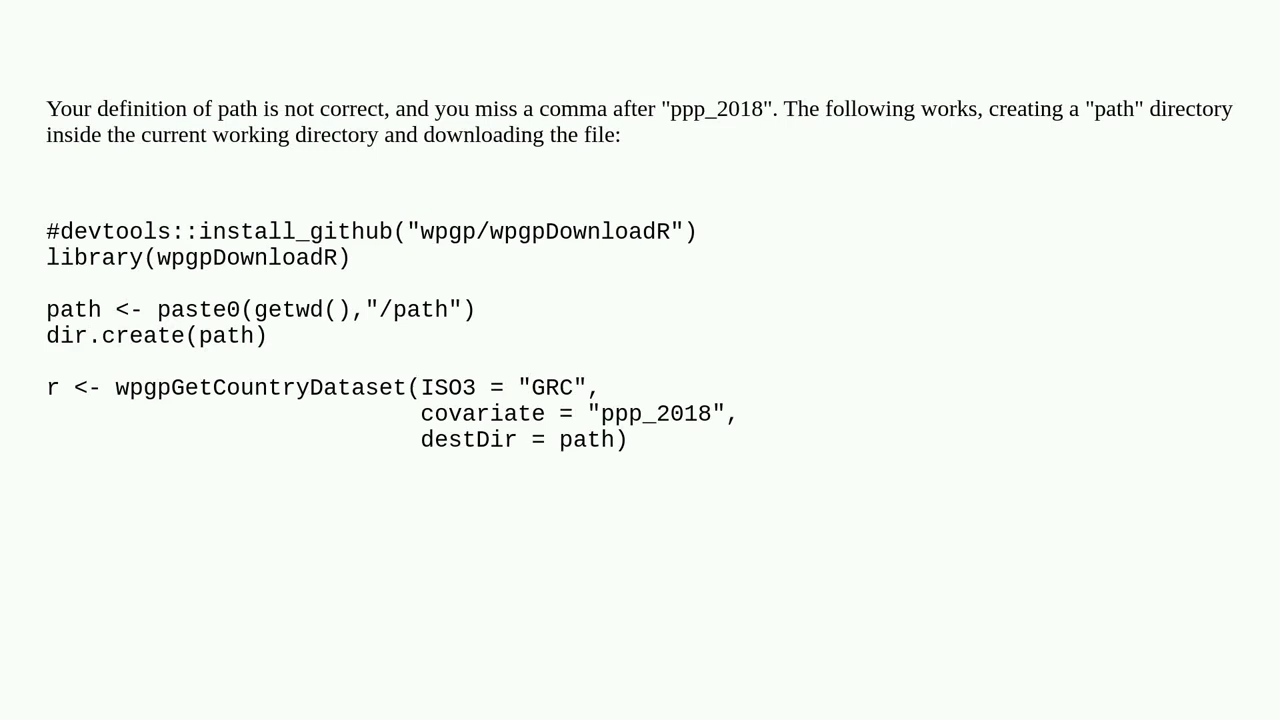 Your definition of path is not correct, and you miss a comma after "ppp_2018". The following works, creating a "path" directory
inside the current working directory and downloading the file:
#devtools::install_github("wpgp/wpgpDownloadR")
library(wpgpDownloadR)
path <- paste0(getwd(),"/path")
dir.create(path)
r <- wpgpGetCountryDataset(ISO3 = "GRC",
                           covariate = "ppp_2018",
                           destDir = path)